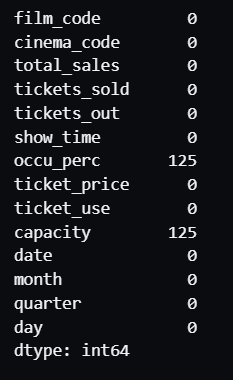 film_code 0
cinema_code 0
total_sales 0
tickets_sold 0
tickets_out 0
show_time 0
occu_perc 125
ticket_price 0
ticket_use 0
capacity 125
date 0
month 0
quarter 0
day 0
dtype: int64